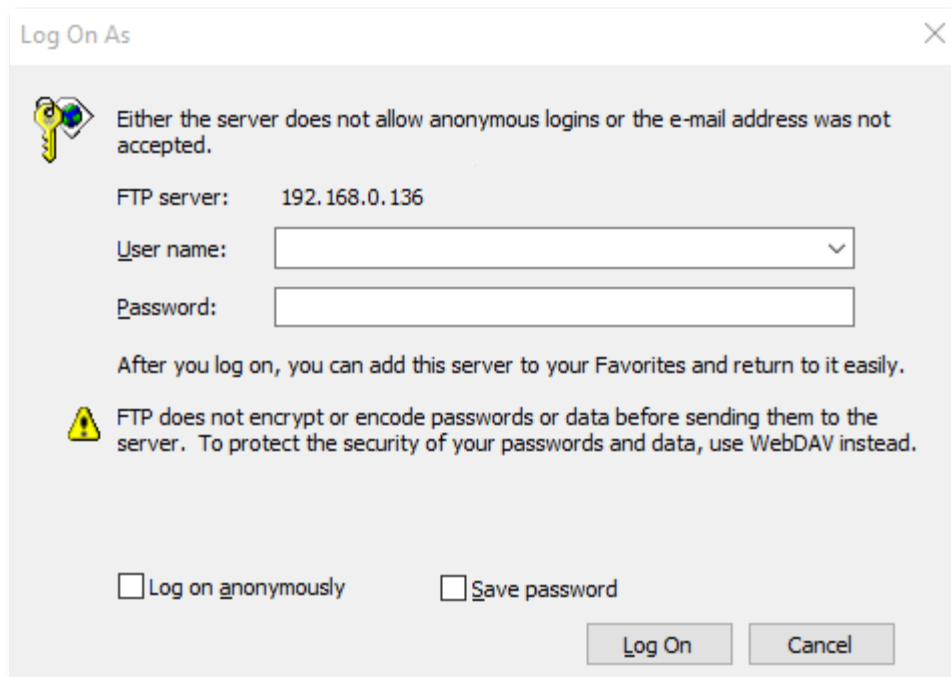 Log On As
Either the server does not allow anonymous logins or the e-mail address was not
accepted.
FTP server: 192.168.0.136
User name:
Password:
After you log on, you can add this server to your Favorites and return to it easily.
FTP does not encrypt or encode passwords or data before sending them to the
server. To protect the security of your passwords and data, use WebDAV instead.
Log on anonymously Save password
Log On Cancel